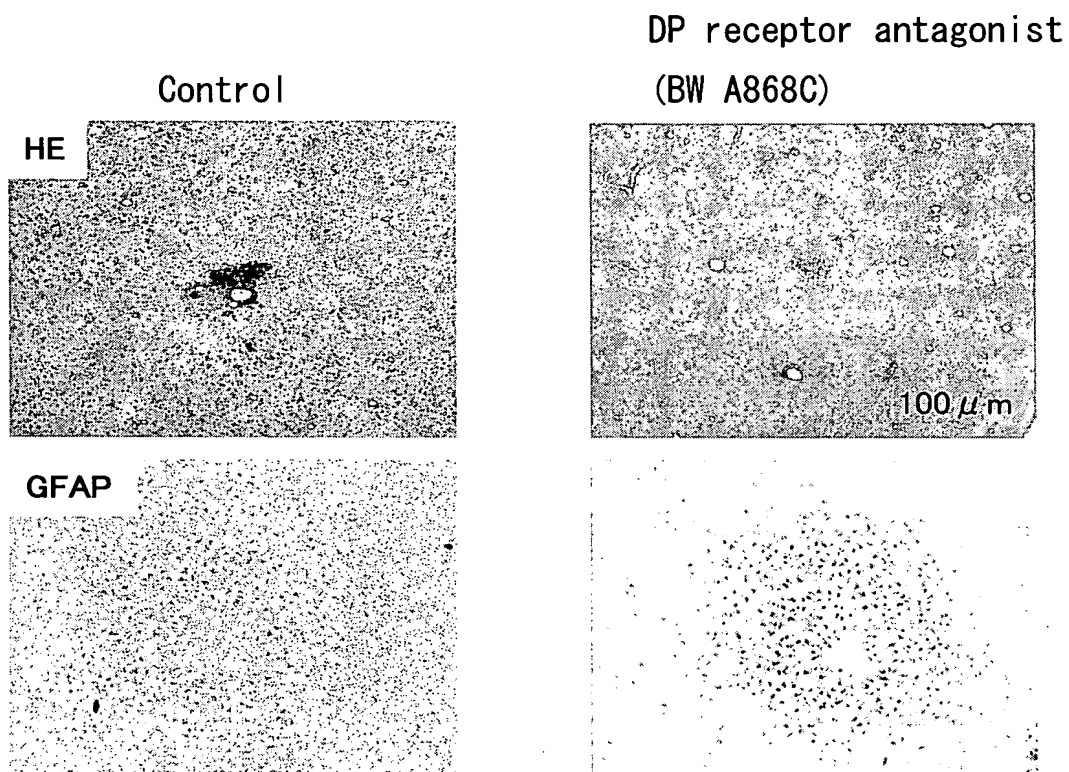 DP receptor antagonist
Control
(BW A868C)
HE
100 μm
GFAP